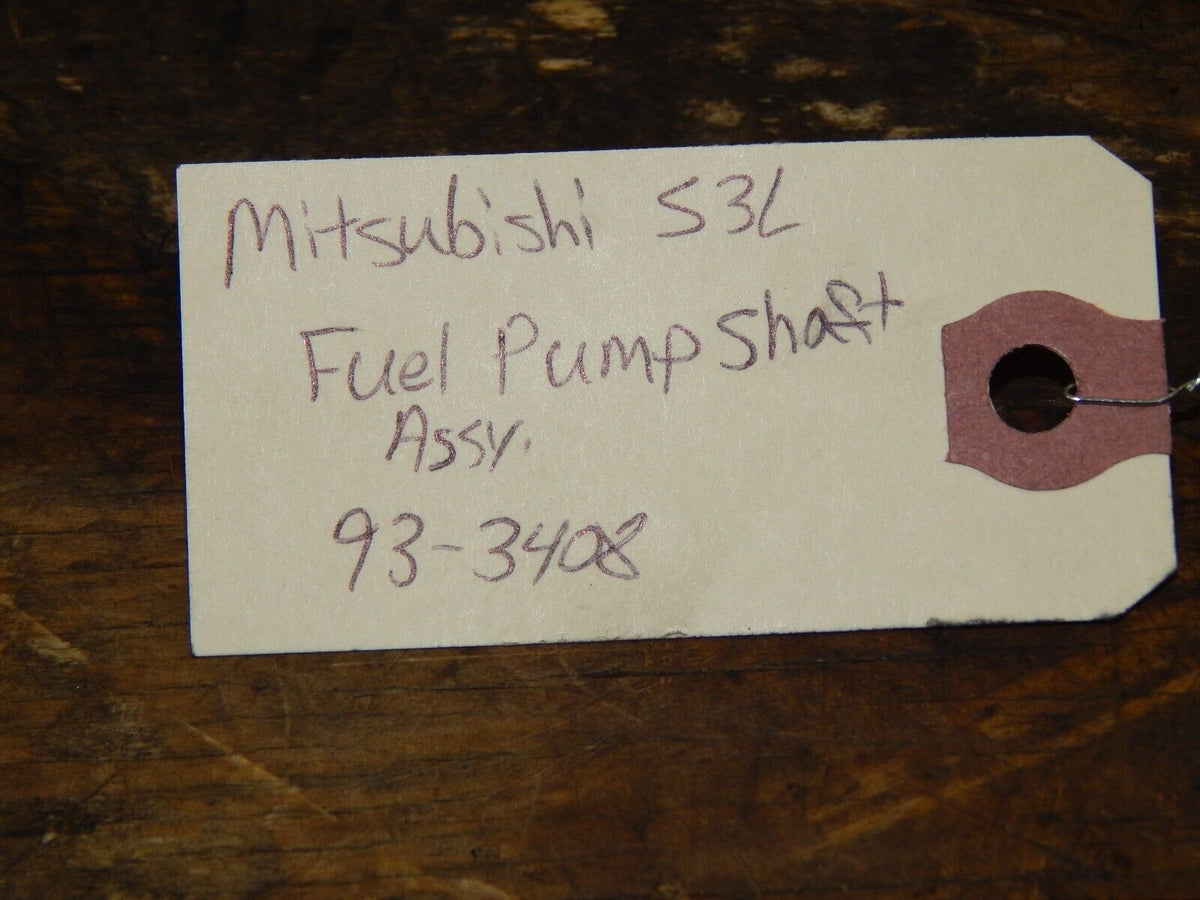 Mitsubishi S3L
Fuel Pump Shaft
Assy.
93-3408